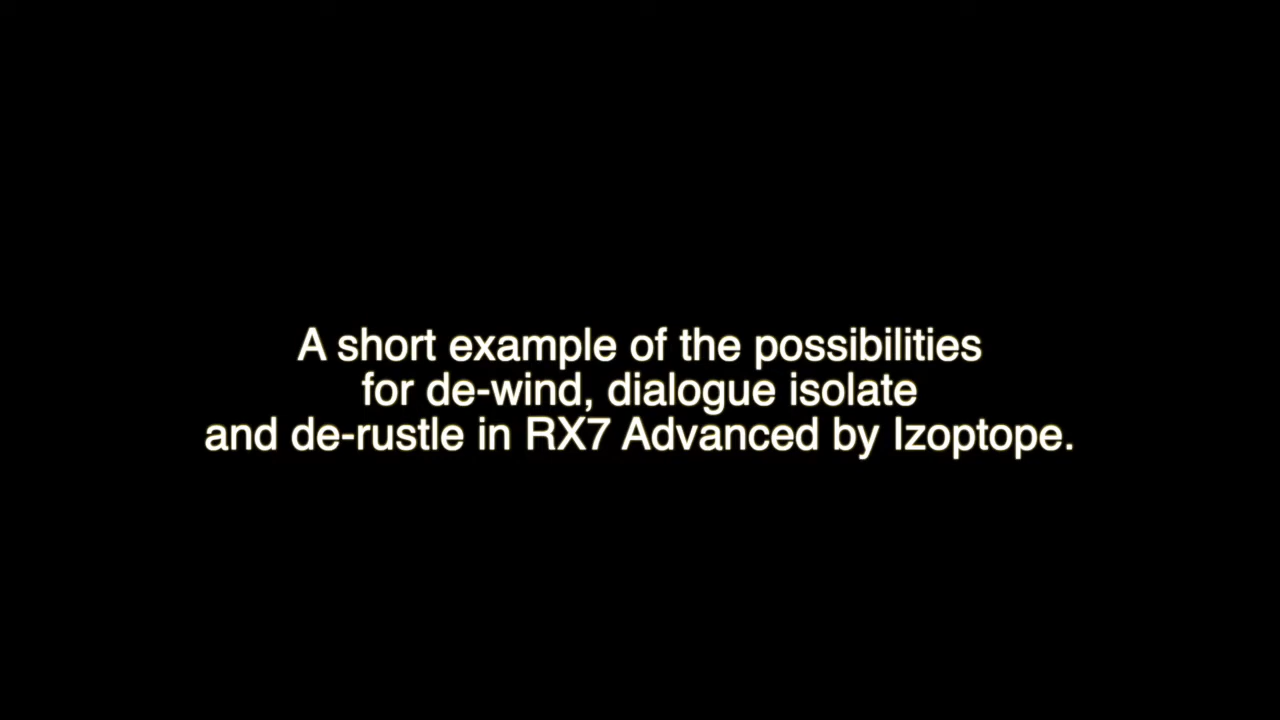 A short example of the possibilities
for de-wind, dialogue isolate
and de-rustle in RX7 Advanced by Izoptope.